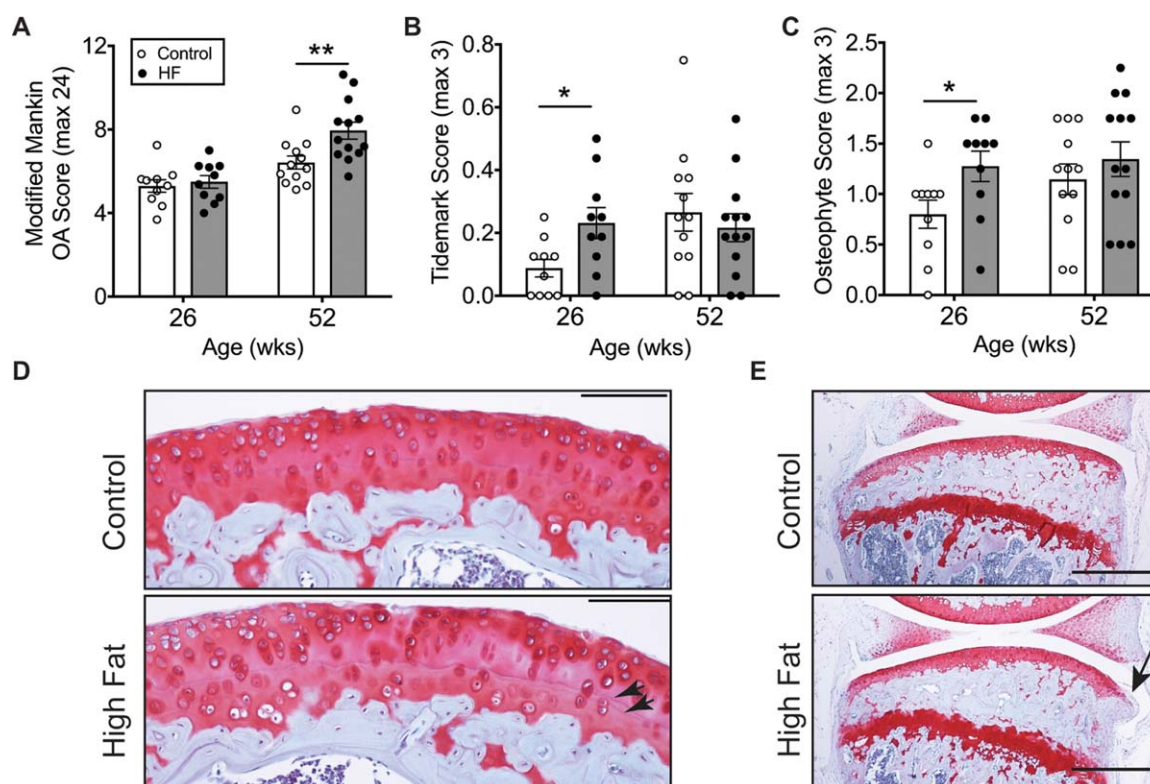 A
Modified Mankin
OA Score (max 24)
12
8
4
0
Control
HF
**
26
52
Age (wks)
B
Tidemark Score (max 3)
0.8
0.6
0.4
0.2
0.0
*
26
52
Age (wks)
C
Osteophyte Score (max 3)
2.5
2.0
1.5
1.0
0.5
0.0
*
26
52
Age (wks)
D
Control
High Fat
E
Control
High Fat